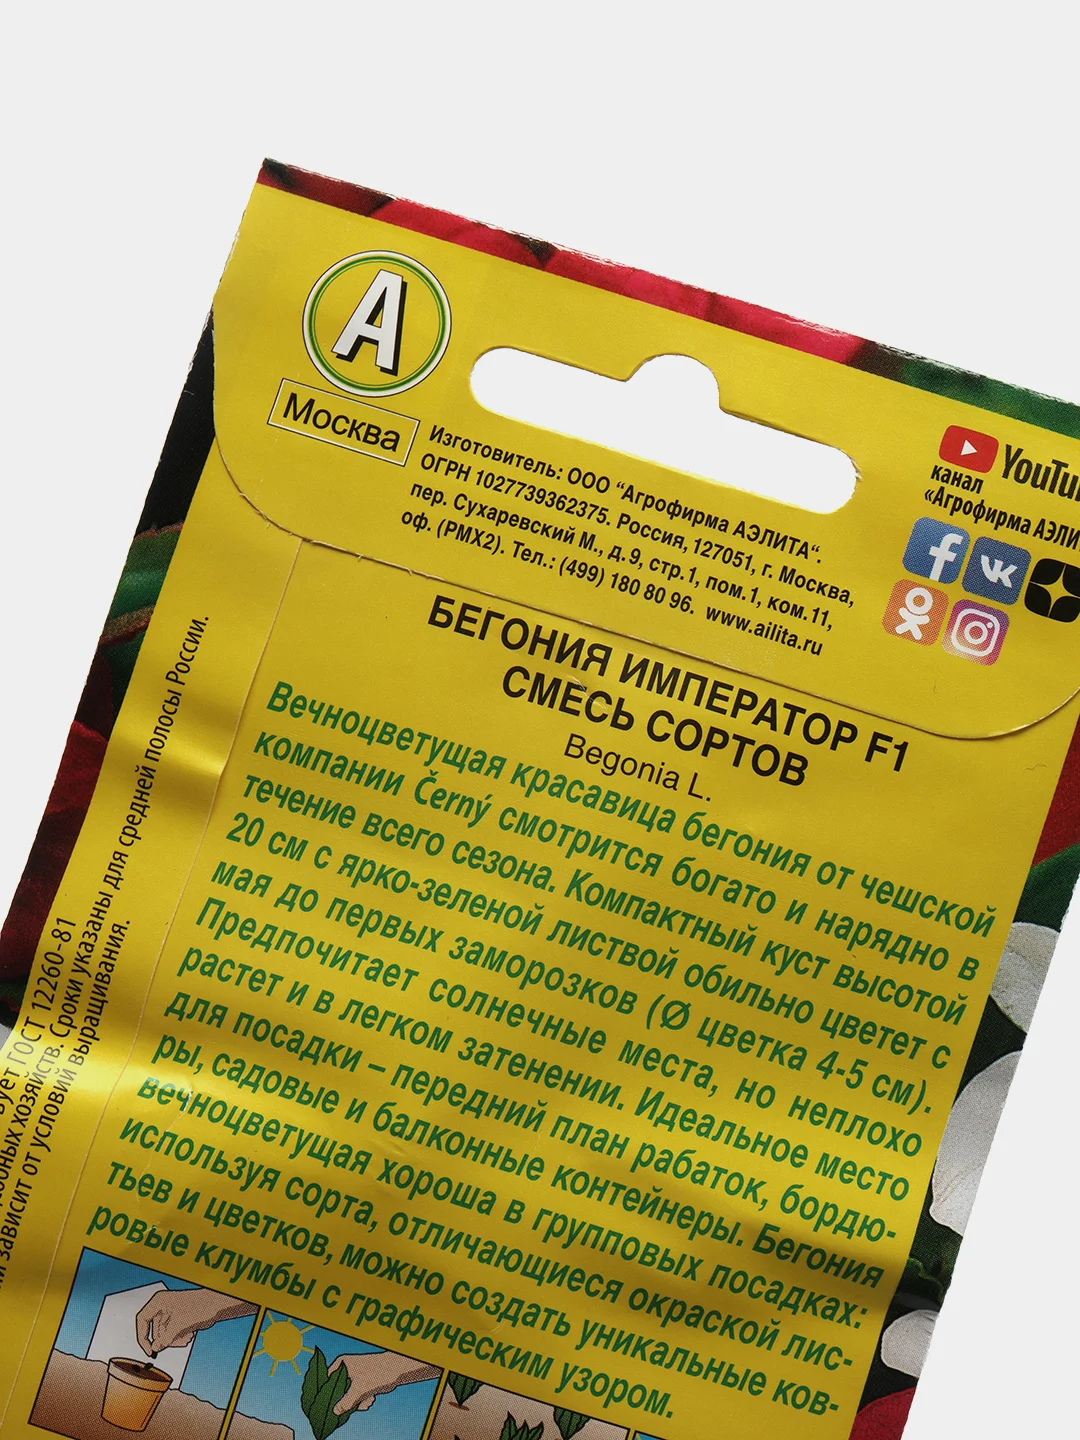 А
Москва
Изготовитель: ООО “Агрофирма АЭЛИТА“.
ОГРН 1027739362375. Россия, 127051, г. Москва,
пер. Сухаревский М., д.9, стр.1, пом.1, ком.11,
оф. (РМХ2). Тел.: (499) 180 80 96. www.ailita.ru
YouTu
канал
«Агрофирма АЭЛИ
БЕГОНИЯ ИМПЕРАТОР F1
СМЕСЬ СОРТОВ
Begonia L.
Вечноцветущая красавица бегония от чешской
компании Černý смотрится богато и нарядно в
течение всего сезона. Компактный куст высотой
20 см с ярко-зеленой листвой обильно цветет с
мая до первых заморозков (Ø цветка 4-5 см).
Предпочитает солнечные места, но неплохо
растет и в легком затенении. Идеальное место
для посадки – передний план рабаток, бордю-
ры, садовые и балконные контейнеры. Бегония
вечноцветущая хороша в групповых посадках:
используя сорта, отличающиеся окраской лис-
тьев и цветков, можно создать уникальные ков-
ровые клумбы с графическим узором.
ГОСТ 12260-81
хозяйств. Сроки указаны для средней полосы России.
зависит от условий выращивания.